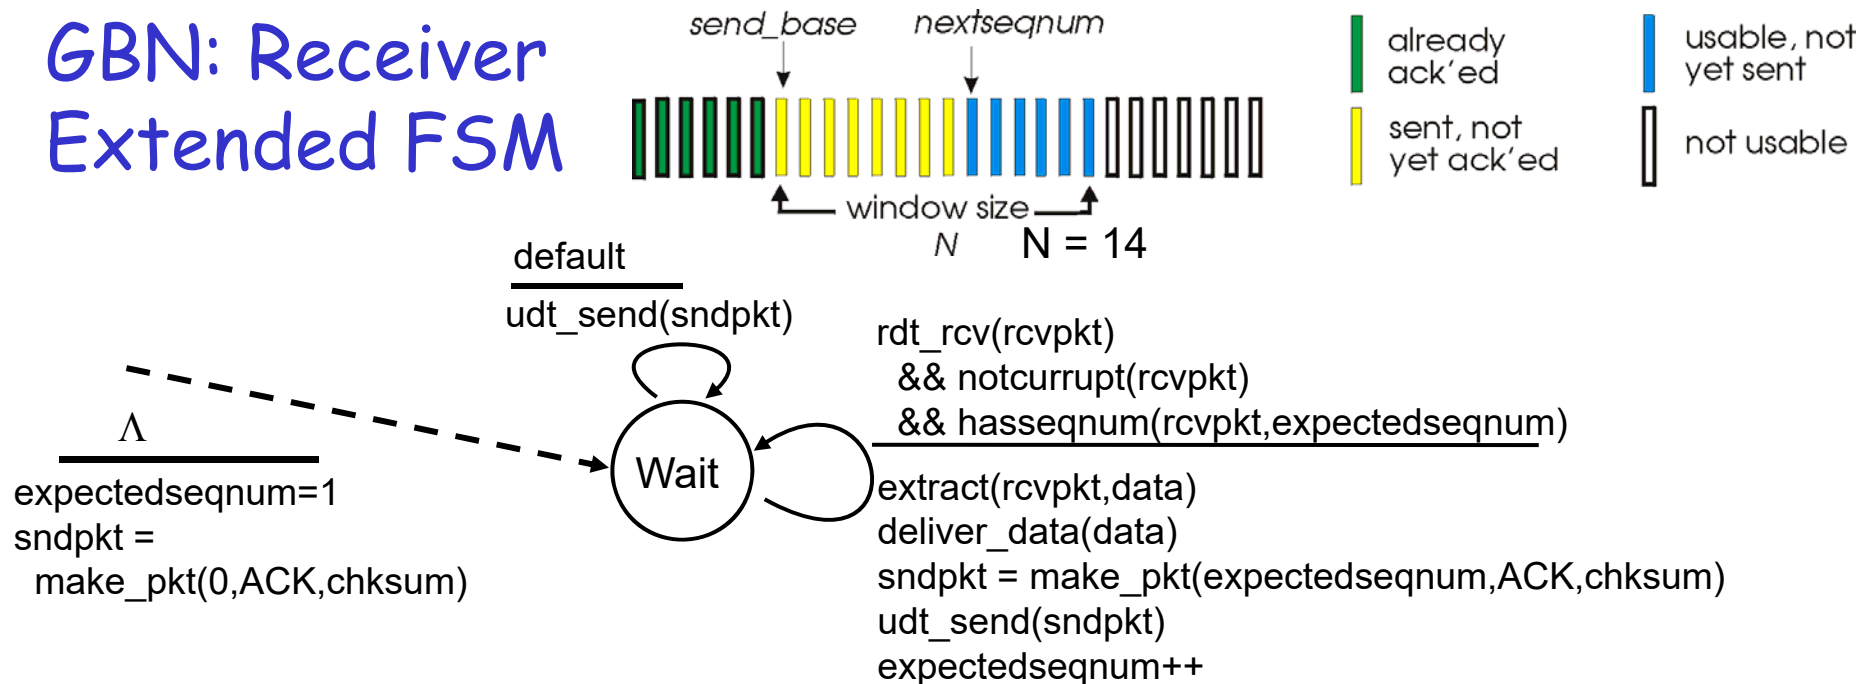 GBN: Receiver
Extended FSM
send_base
nextseqnum
already
ack'ed
usable, not
yet sent
sent, not
yet ack'ed
not usable
window size
N
N = 14
default
udt_send(sndpkt)
rdt_rcv(rcvpkt)
&& notcurrupt(rcvpkt)
&& hasseqnum(rcvpkt,expectedseqnum)
Λ
Wait
expectedseqnum=1
sndpkt =
make_pkt(0,ACK,chksum)
extract(rcvpkt,data)
deliver_data(data)
sndpkt = make_pkt(expectedseqnum,ACK,chksum)
udt_send(sndpkt)
expectedseqnum++